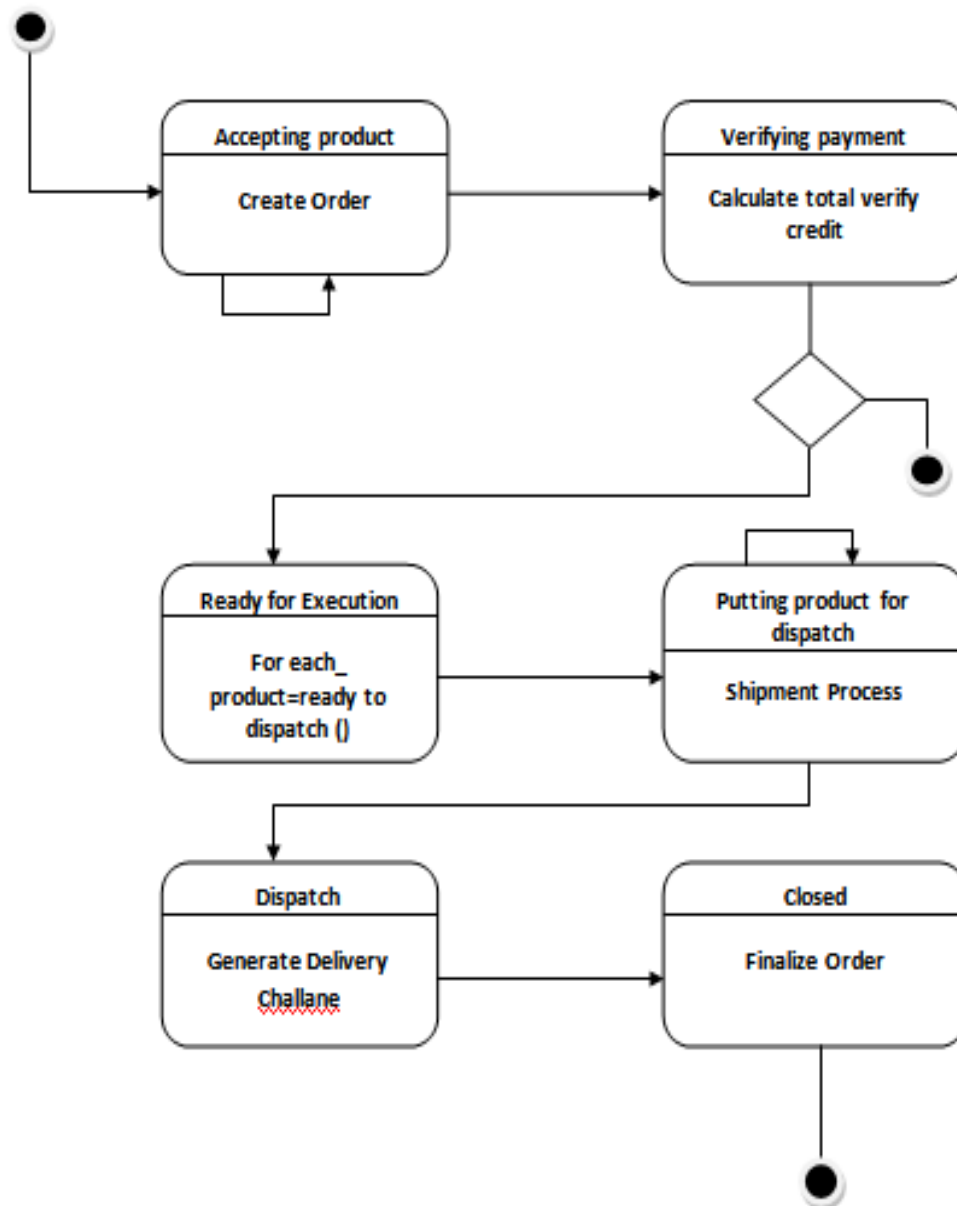 Accepting product
Create Order
Verifying payment
Calculate total verify
credit
Ready for Execution
For each_
product=ready to
dispatch ()
Putting product for
dispatch
Shipment Process
Dispatch
Generate Delivery
Challane
Closed
Finalize Order